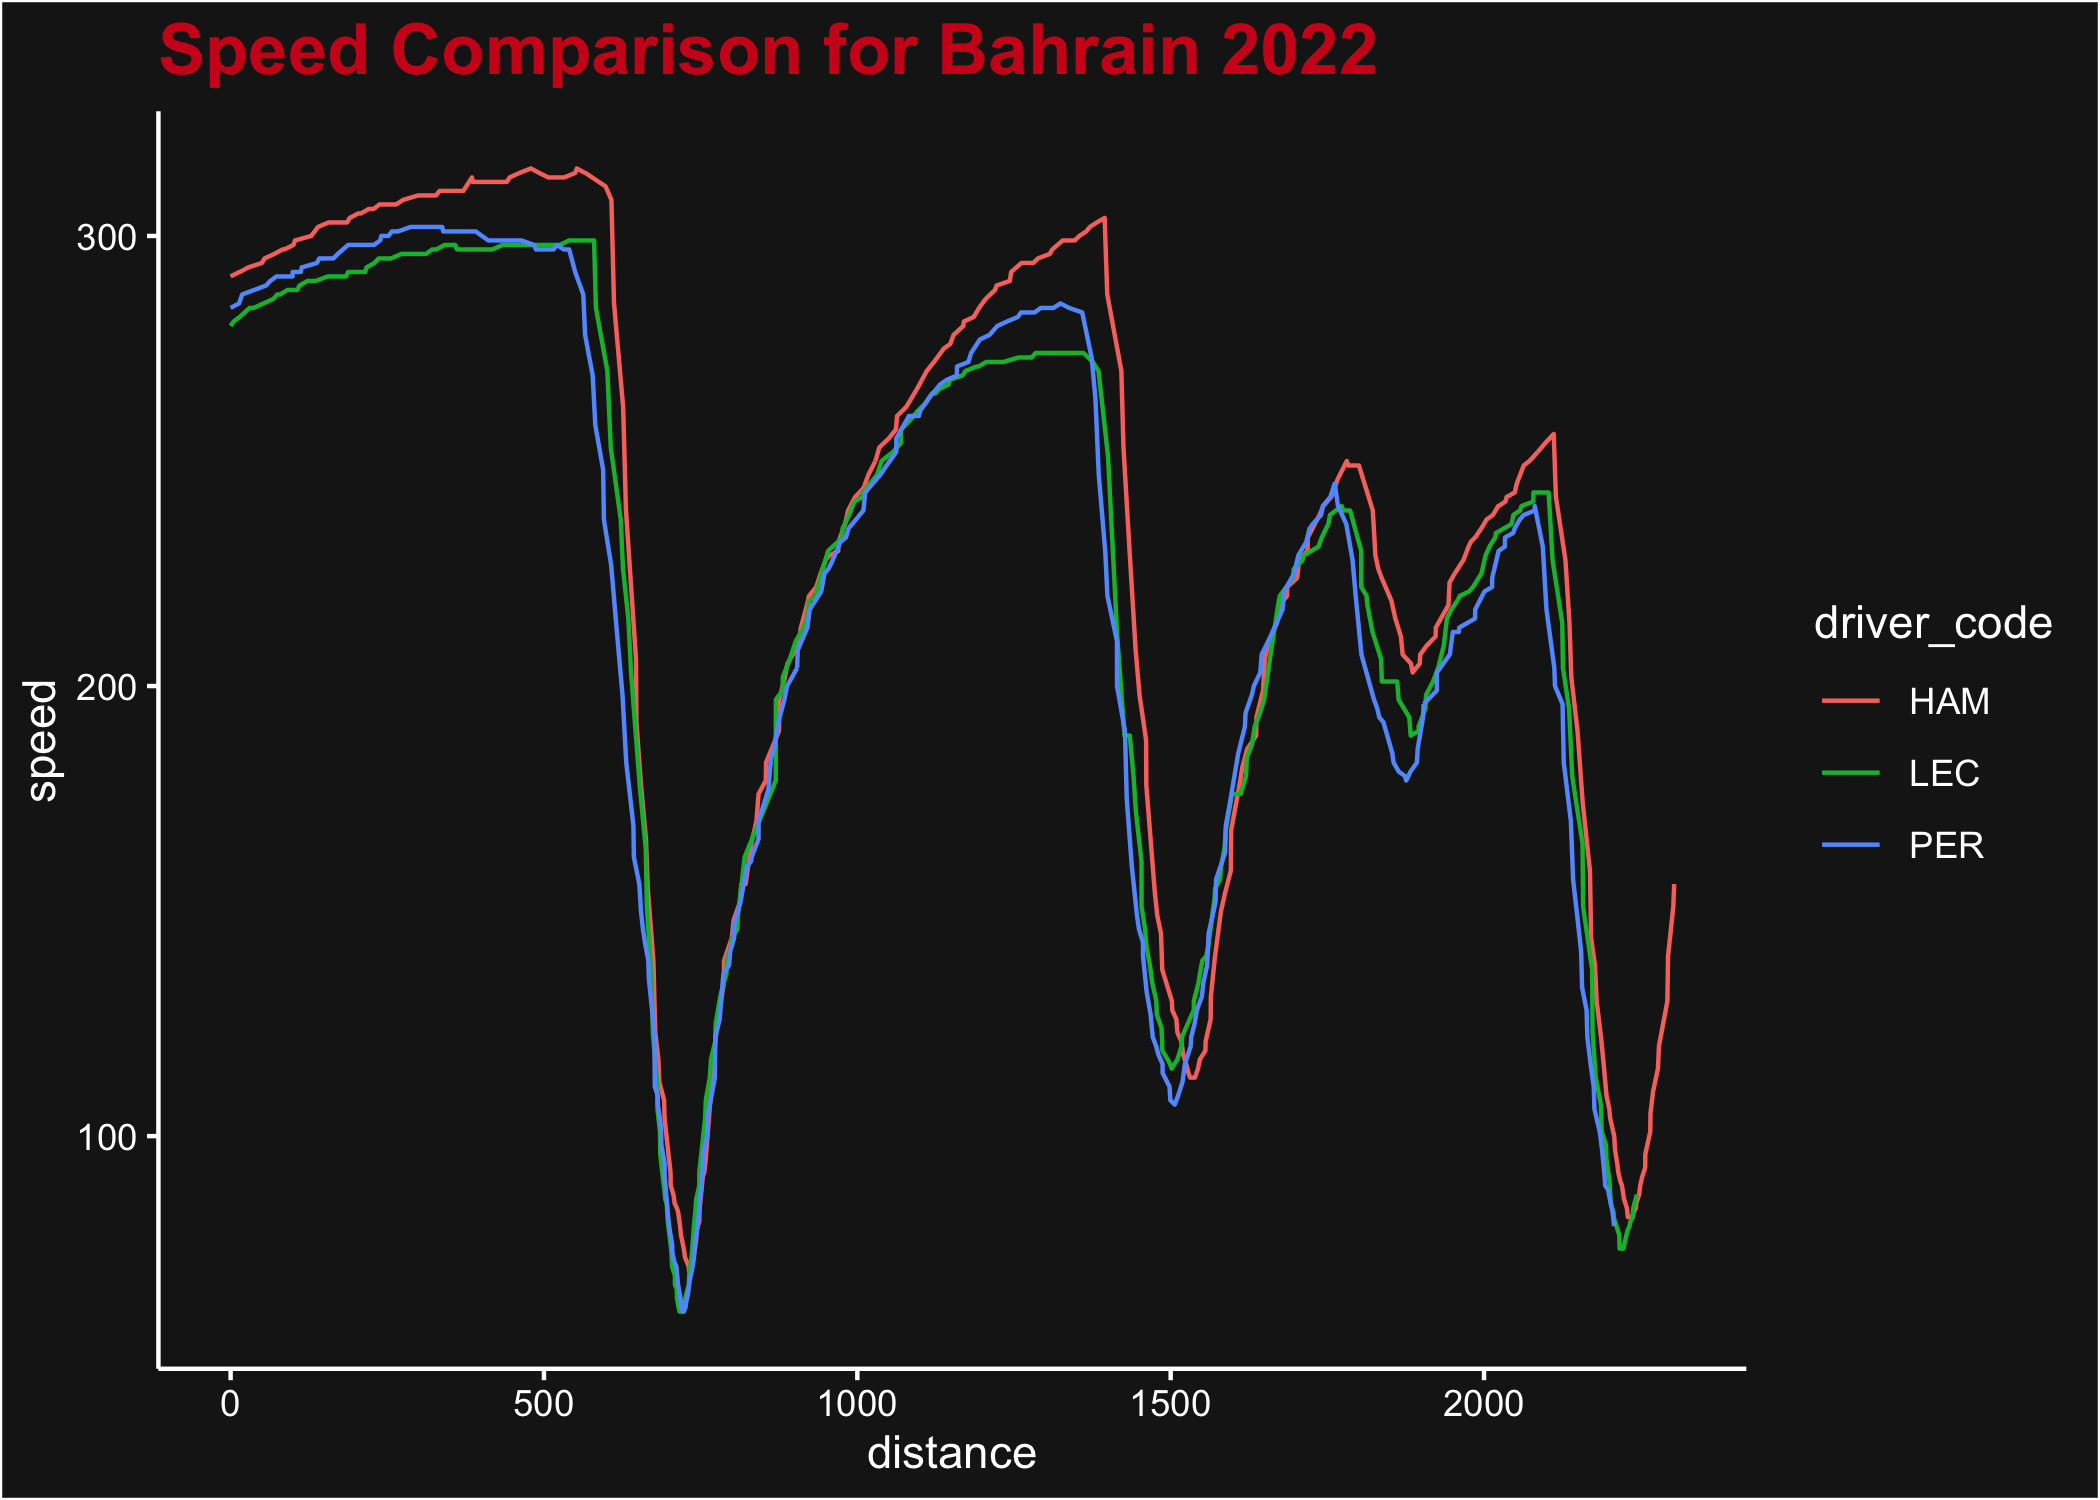 Speed Comparison for Bahrain 2022
300
200
100
speed
0 500 1000 1500 2000
distance
driver_code
HAM
LEC
PER